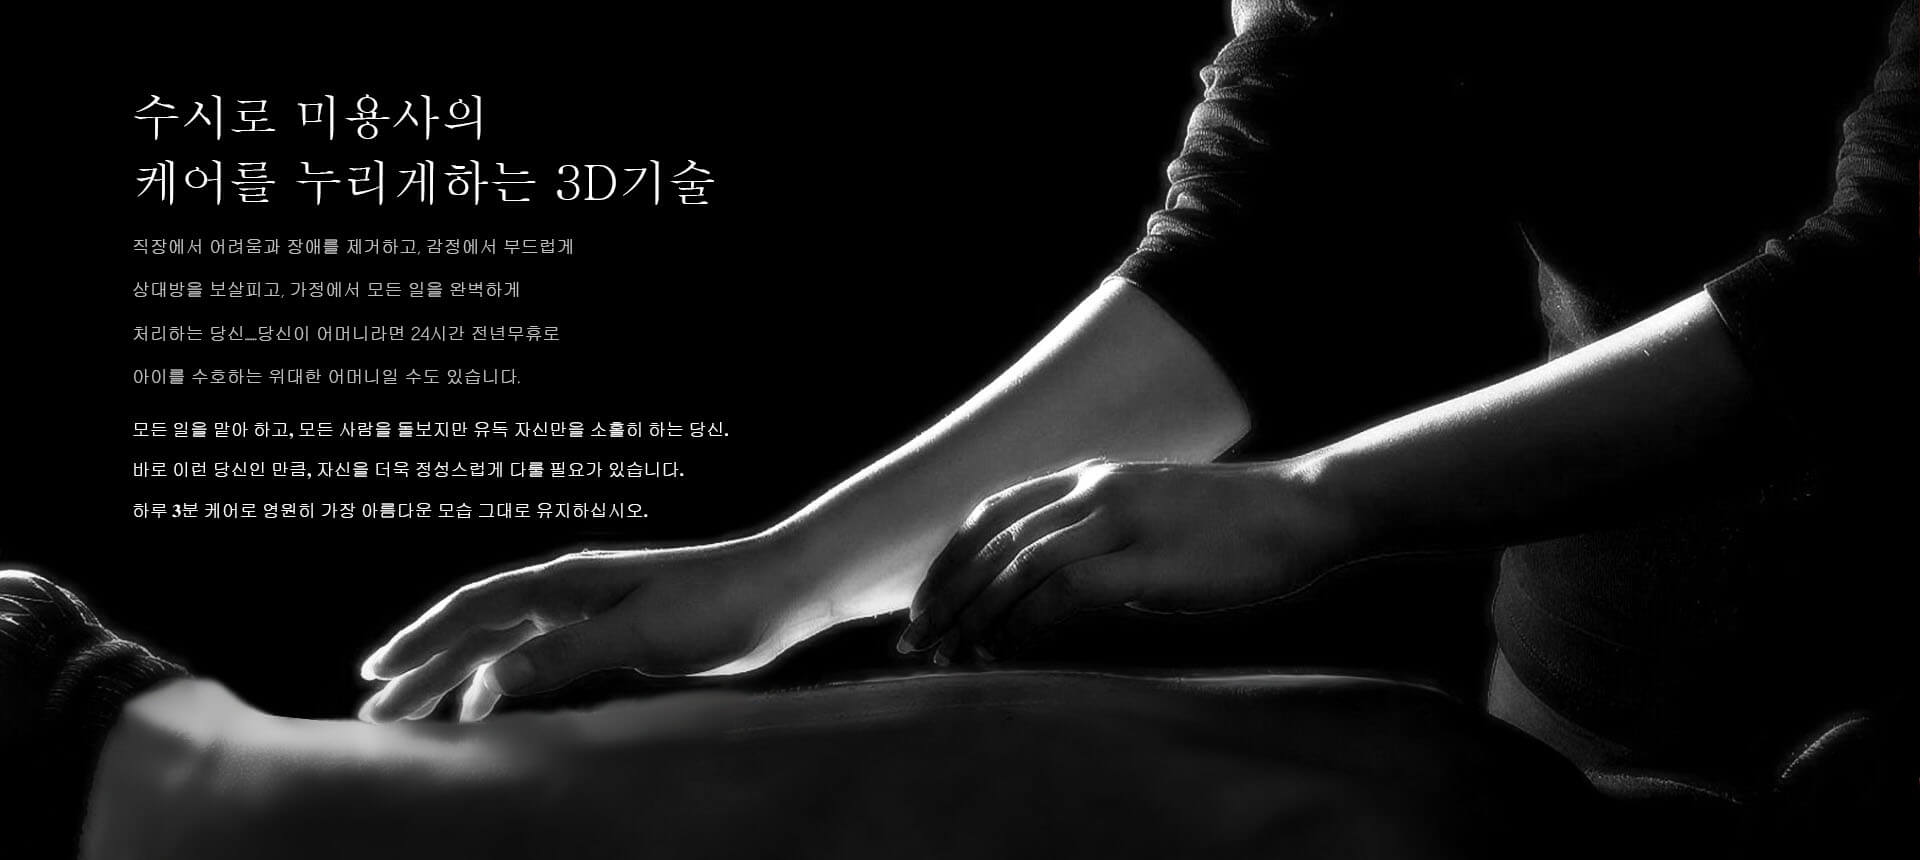 수시로 미용사의
케어를 누리게하는 3D기술
직장에서 어려움과 장애를 제거하고, 감정에서 부드럽게
상대방을 보살피고, 가정에서 모든 일을 완벽하게
처리하는 당신....당신이 어머니라면 24시간 전년무휴로
아이를 수호하는 위대한 어머니일 수도 있습니다.
모든 일을 맡아 하고, 모든 사람을 돌보지만 유독 자신만을 소홀히 하는 당신.
바로 이런 당신인 만큼, 자신을 더욱 정성스럽게 다룰 필요가 있습니다.
하루 3분 케어로 영원히 가장 아름다운 모습 그대로 유지하십시오.